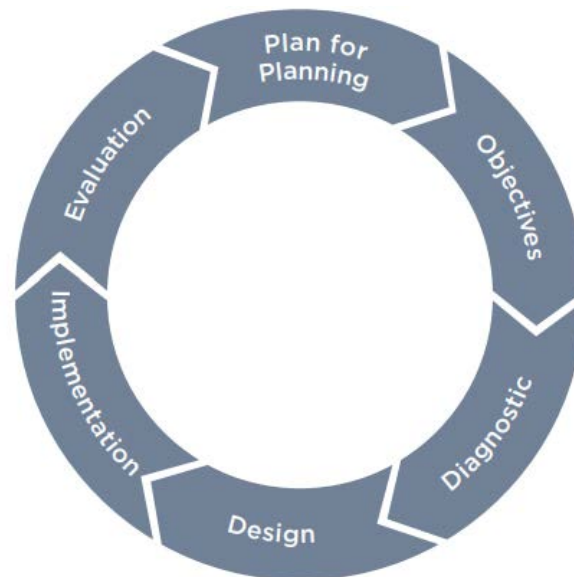 Plan for
Planning
Objectives
Diagnostic
Design
Implementation
Evaluation